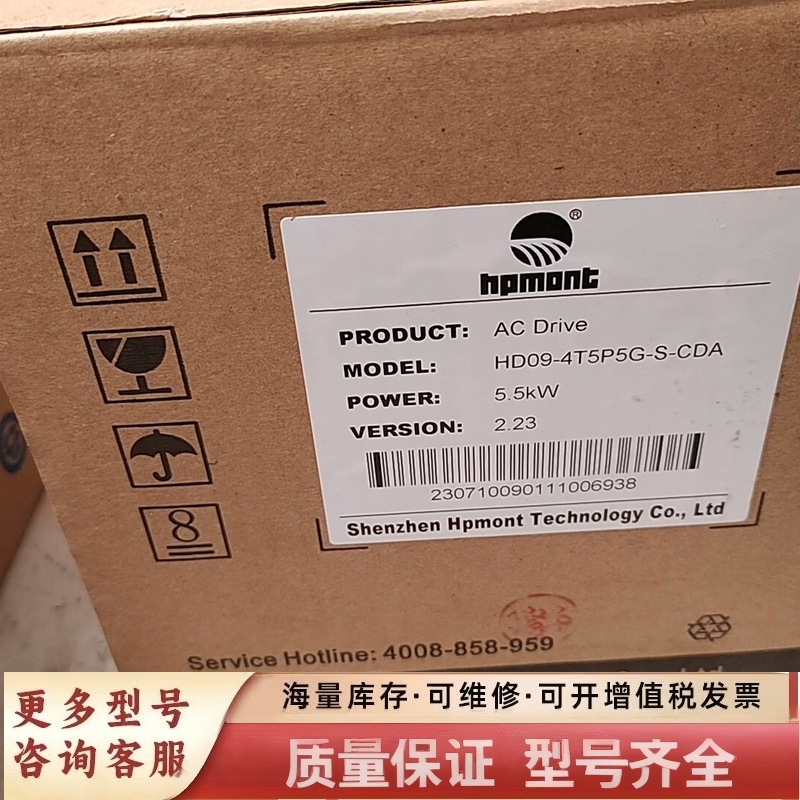 ®
hpmont
PRODUCT: AC Drive
MODEL: HD09-4T5P5G-S-CDA
POWER: 5.5kW
VERSION: 2.23
230710090111006938
Shenzhen Hpmont Technology Co., Ltd
8
Service Hotline: 4008-858-959
更多型号
咨询客服
海量库存·可维修·可开增值税发票
质量保证 型号齐全